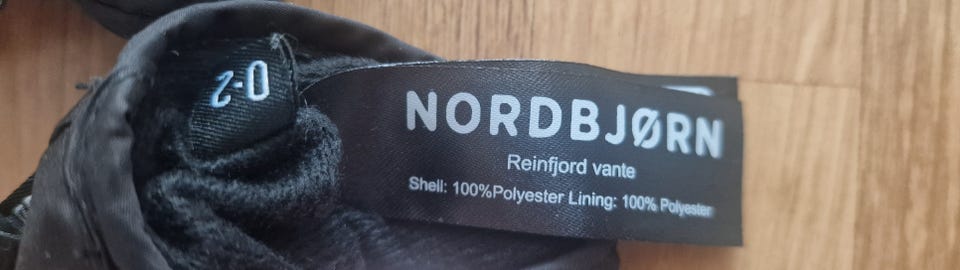 0-2
NORDBJØRN
Reinfjord vante
Shell: 100%Polyester Lining: 100% Polyester